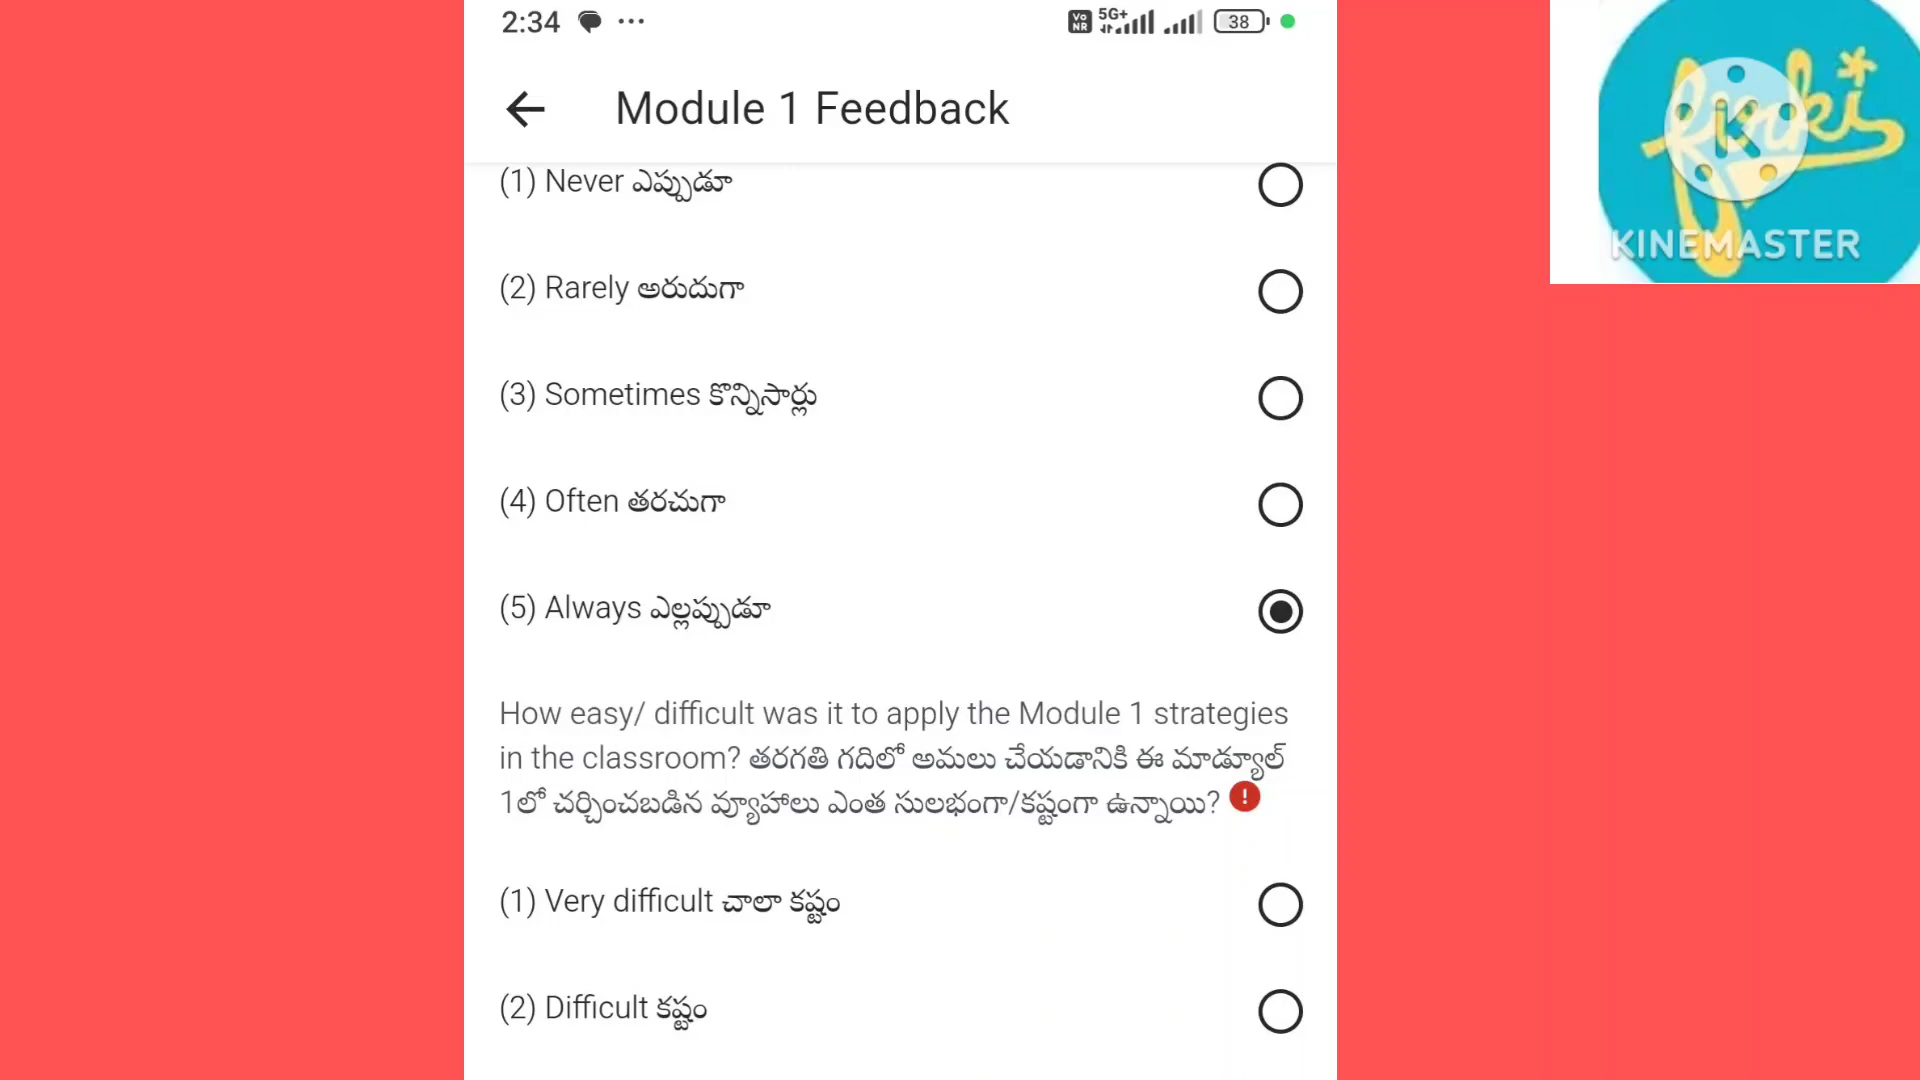 2:34
VO NR 5G+ 38
Module 1 Feedback
(1) Never ఎప్పుడూ
(2) Rarely అరుదుగా
(3) Sometimes కొన్నిసార్లు
(4) Often తరచుగా
(5) Always ఎల్లప్పుడూ
How easy/ difficult was it to apply the Module 1 strategies
in the classroom? తరగతి గదిలో అమలు చేయడానికి ఈ మాడ్యూల్
1లో చర్చించబడిన వ్యూహాలు ఎంత సులభంగా/కష్టంగా ఉన్నాయి?
(1) Very difficult చాలా కష్టం
(2) Difficult కష్టం
KINEMASTER